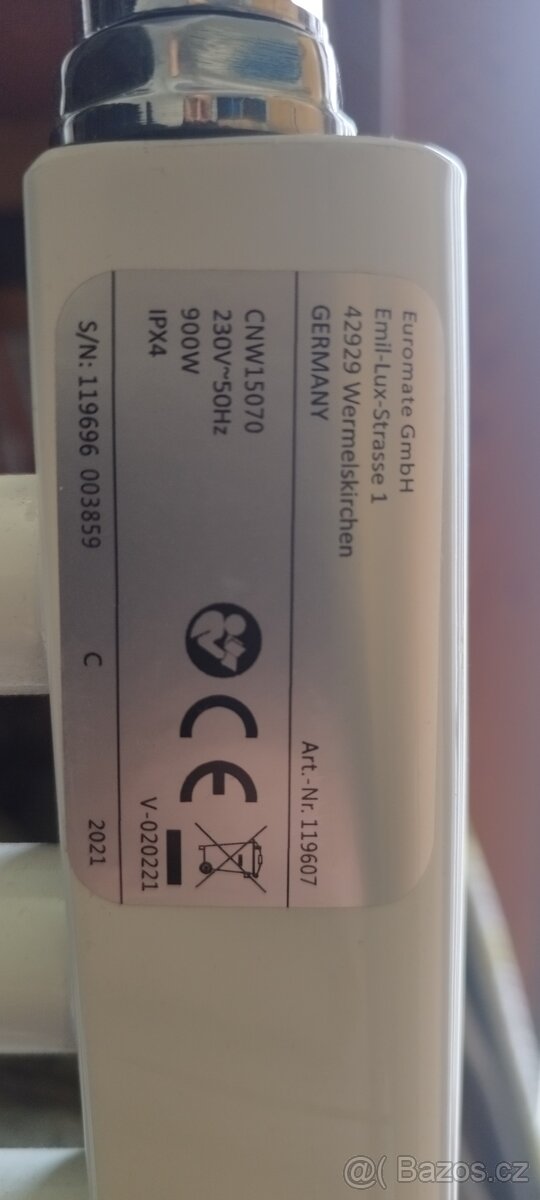 Euromate GmbH
Emil-Lux-Strasse 1
42929 Wermelskirchen
GERMANY
Art.-Nr. 119607
CNW15070
230V~50Hz
900W
IPX4
CE
V-020221
S/N: 119696 003859 C 2021
@( Bazos.cz